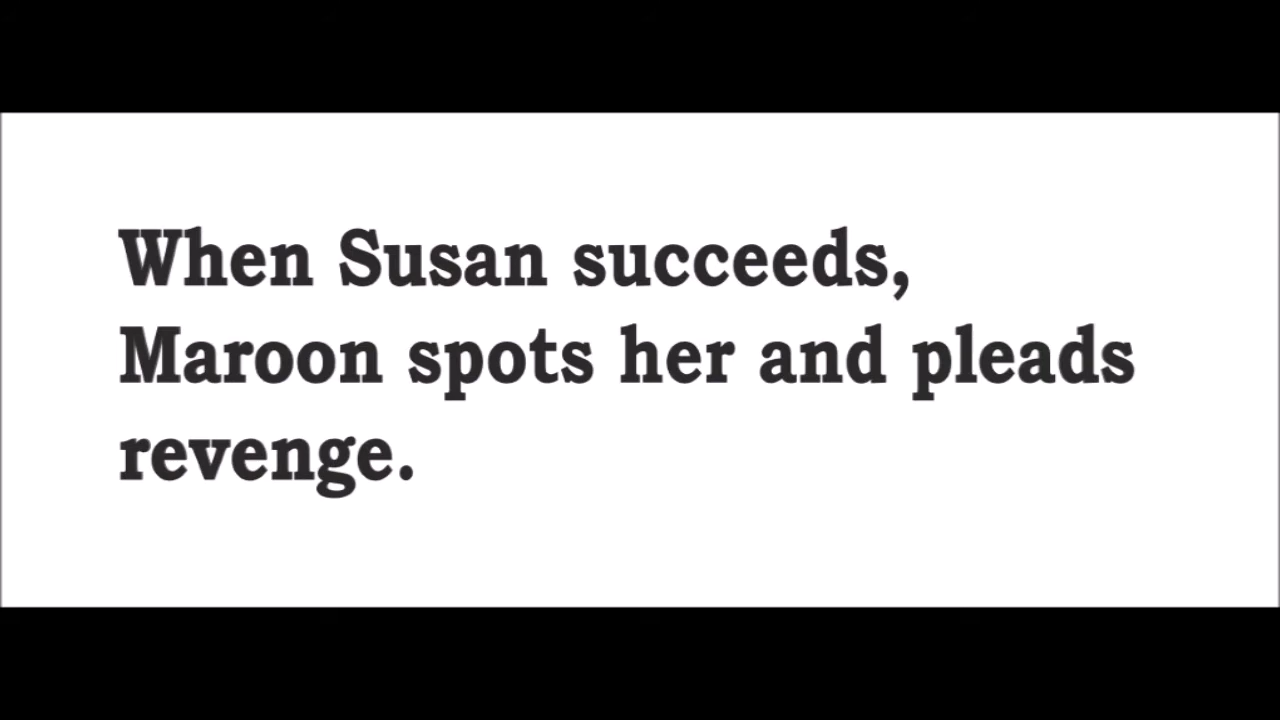 When Susan succeeds,
Maroon spots her and pleads
revenge.